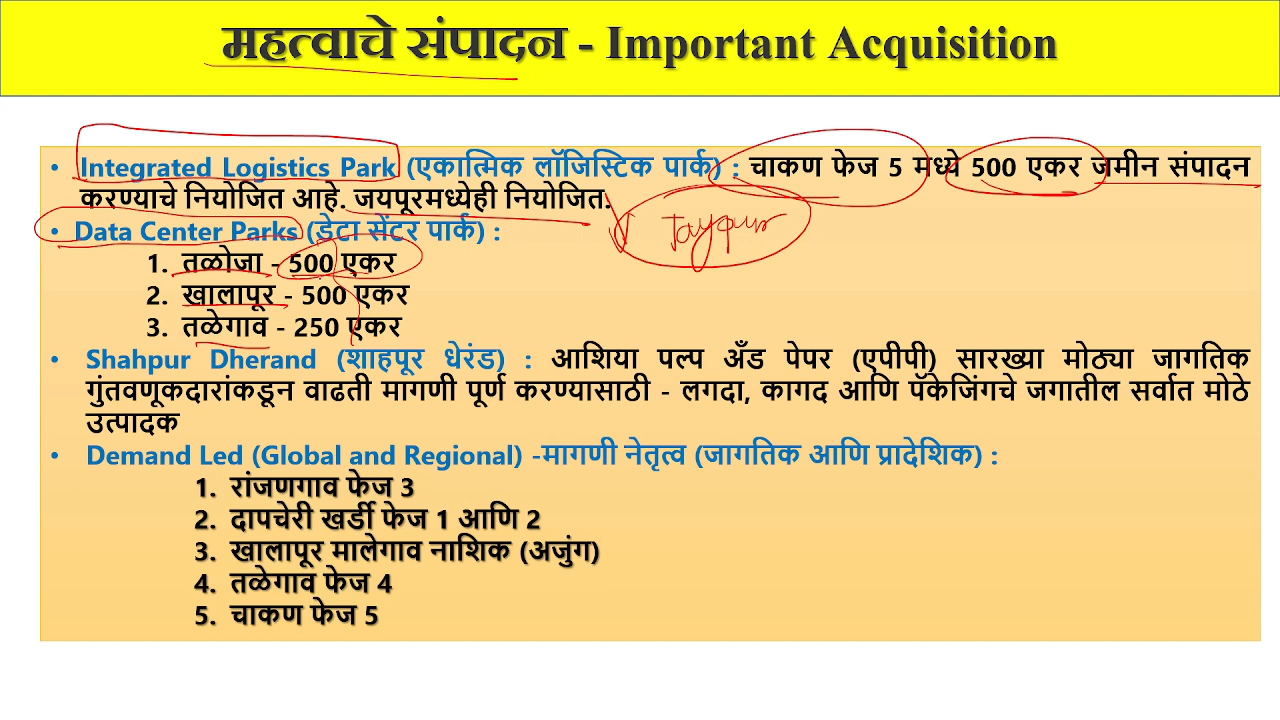 महत्वाचे संपादन - Important Acquisition
• Integrated Logistics Park (एकात्मिक लॉजिस्टिक पार्क) : चाकण फेज 5 मध्ये 500 एकर जमीन संपादन
करण्याचे नियोजित आहे. जयपूरमध्येही नियोजित.
Jaypur
• Data Center Parks (डेटा सेंटर पार्क) :
1. तळोजा - 500 एकर
2. खालापूर - 500 एकर
3. तळेगाव - 250 एकर
• Shahpur Dherand (शाहपूर धेरंड) : आशिया पल्प अँड पेपर (एपीपी) सारख्या मोठ्या जागतिक
गुंतवणूकदारांकडून वाढती मागणी पूर्ण करण्यासाठी - लगदा, कागद आणि पॅकेजिंगचे जगातील सर्वात मोठे
उत्पादक
• Demand Led (Global and Regional) -मागणी नेतृत्व (जागतिक आणि प्रादेशिक) :
1. रांजणगाव फेज 3
2. दापचेरी खर्डी फेज 1 आणि 2
3. खालापूर मालेगाव नाशिक (अजुंग)
4. तळेगाव फेज 4
5. चाकण फेज 5